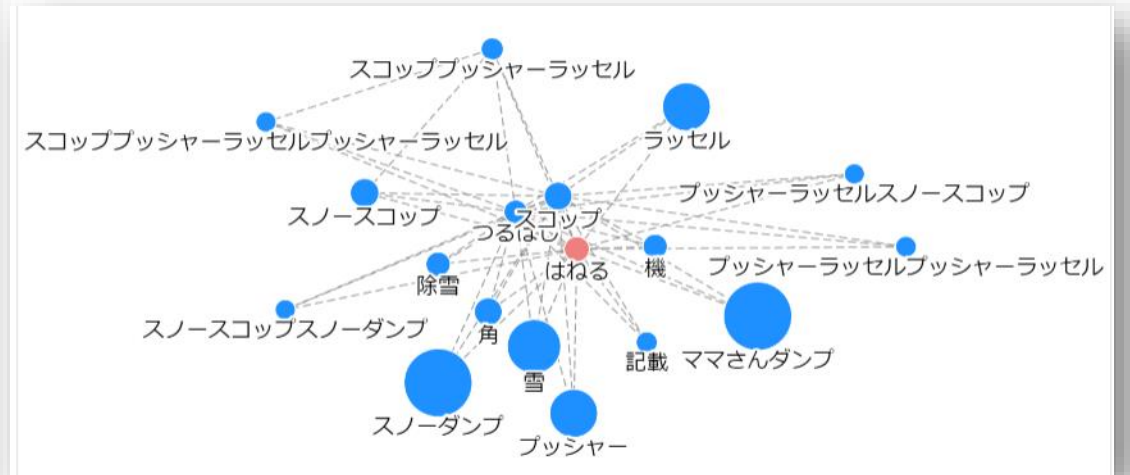 スコッププッシャーラッセル
スコッププッシャーラッセルプッシャーラッセル
ラッセル
プッシャーラッセルスノースコップ
スノースコップ
スコップ
つるはし
はねる
機
プッシャーラッセルプッシャーラッセル
除雪
スノースコップスノーダンプ
角
記載
ママさんダンプ
雪
スノーダンプ
プッシャー